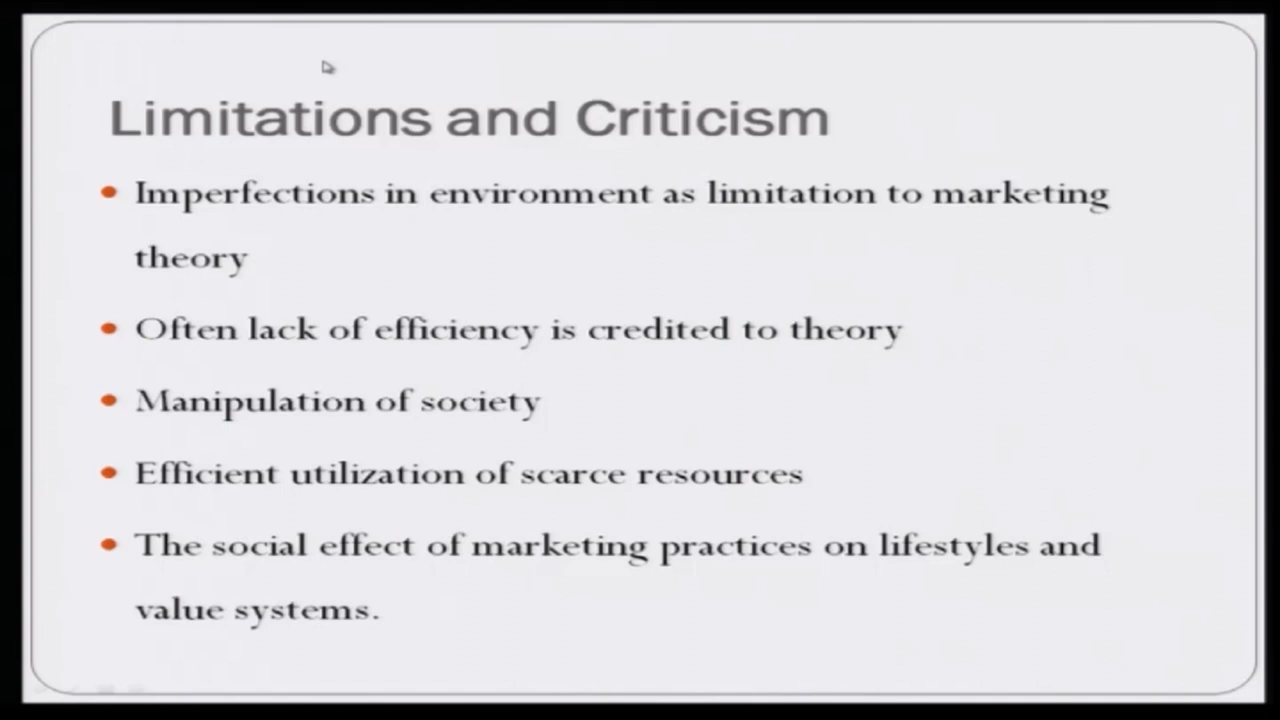 Limitations and Criticism
Imperfections in environment as limitation to marketing
theory
Often lack of efficiency is credited to theory
Manipulation of society
Efficient utilization of scarce resources
The social effect of marketing practices on lifestyles and
value systems.